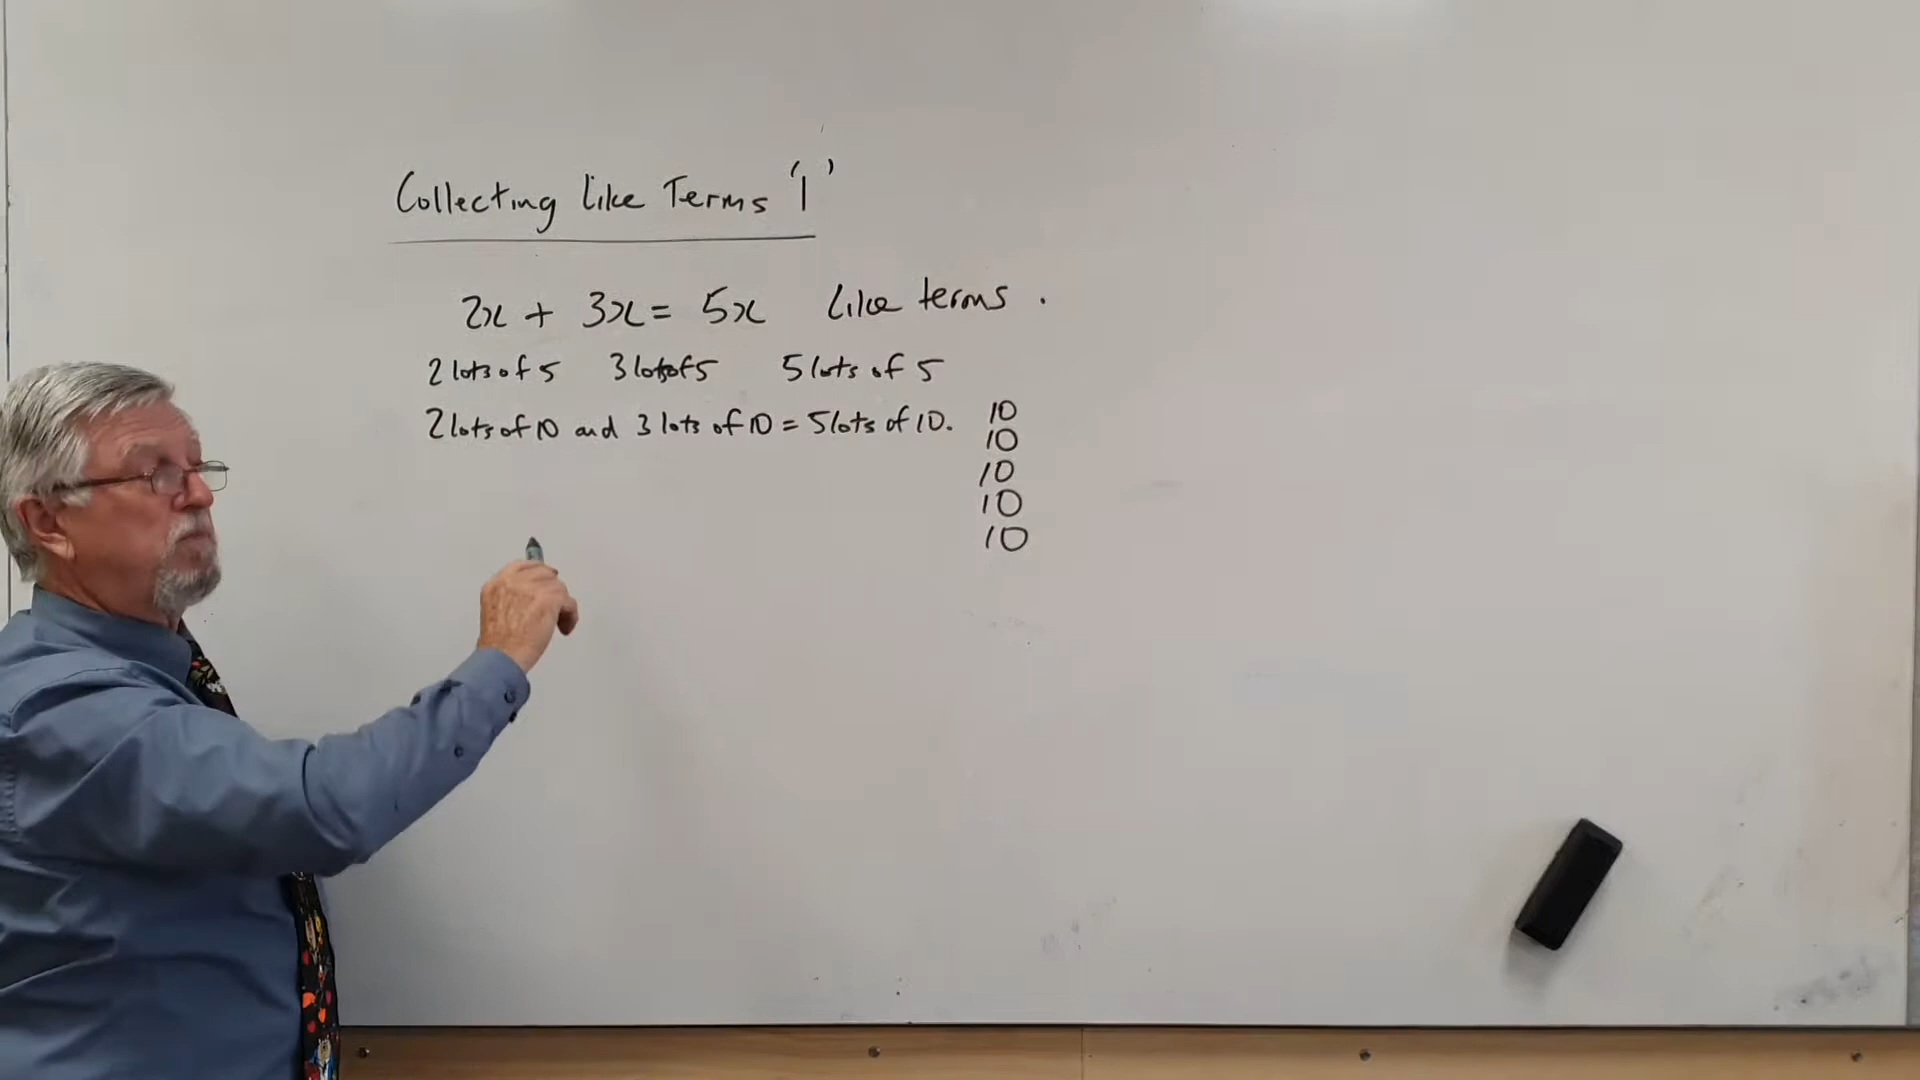 Collecting like Terms '1'
2x + 3x = 5x like terms .
2 lots of 5 3 lots of 5 5 lots of 5
2 lots of 10 and 3 lots of 10 = 5 lots of 10.
10
10
10
10
10